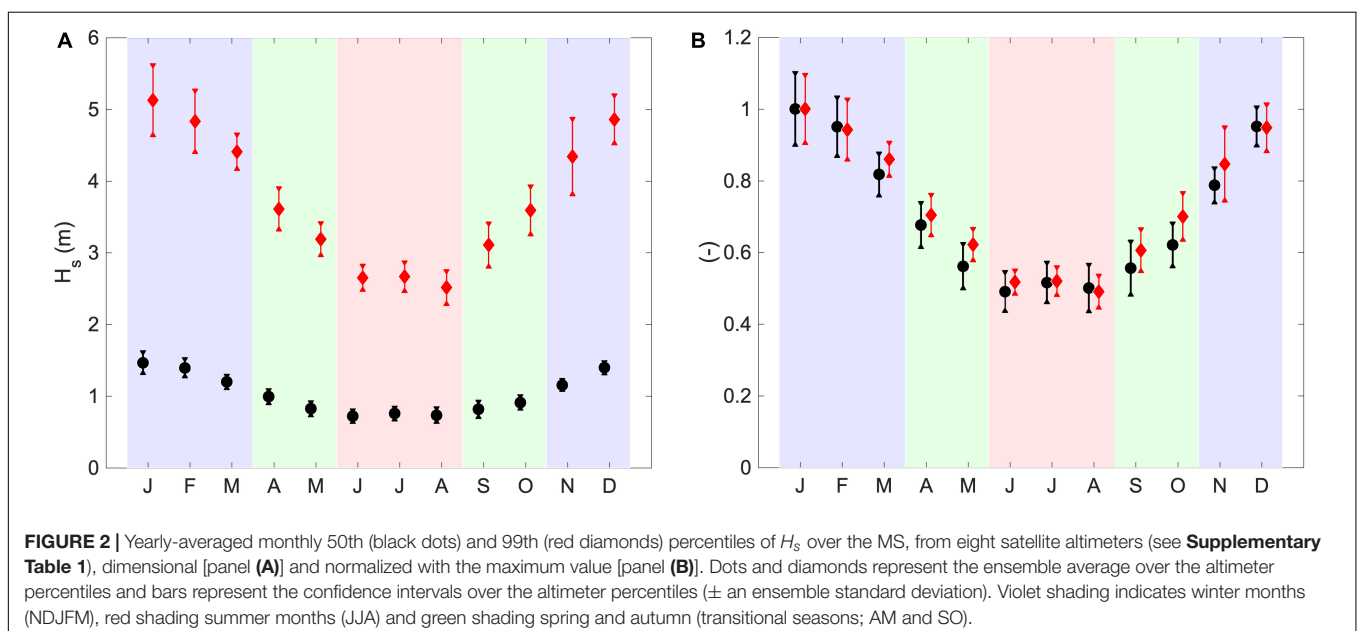 A
B
6
5
4
3
2
1
0
H_s (m)
J F M A M J J A S O N D
1.2
1
0.8
0.6
0.4
0.2
0
(-)
J F M A M J J A S O N D
FIGURE 2 | Yearly-averaged monthly 50th (black dots) and 99th (red diamonds) percentiles of H_s over the MS, from eight satellite altimeters (see Supplementary
Table 1), dimensional [panel (A)] and normalized with the maximum value [panel (B)]. Dots and diamonds represent the ensemble average over the altimeter
percentiles and bars represent the confidence intervals over the altimeter percentiles (± an ensemble standard deviation). Violet shading indicates winter months
(NDJFM), red shading summer months (JJA) and green shading spring and autumn (transitional seasons; AM and SO).